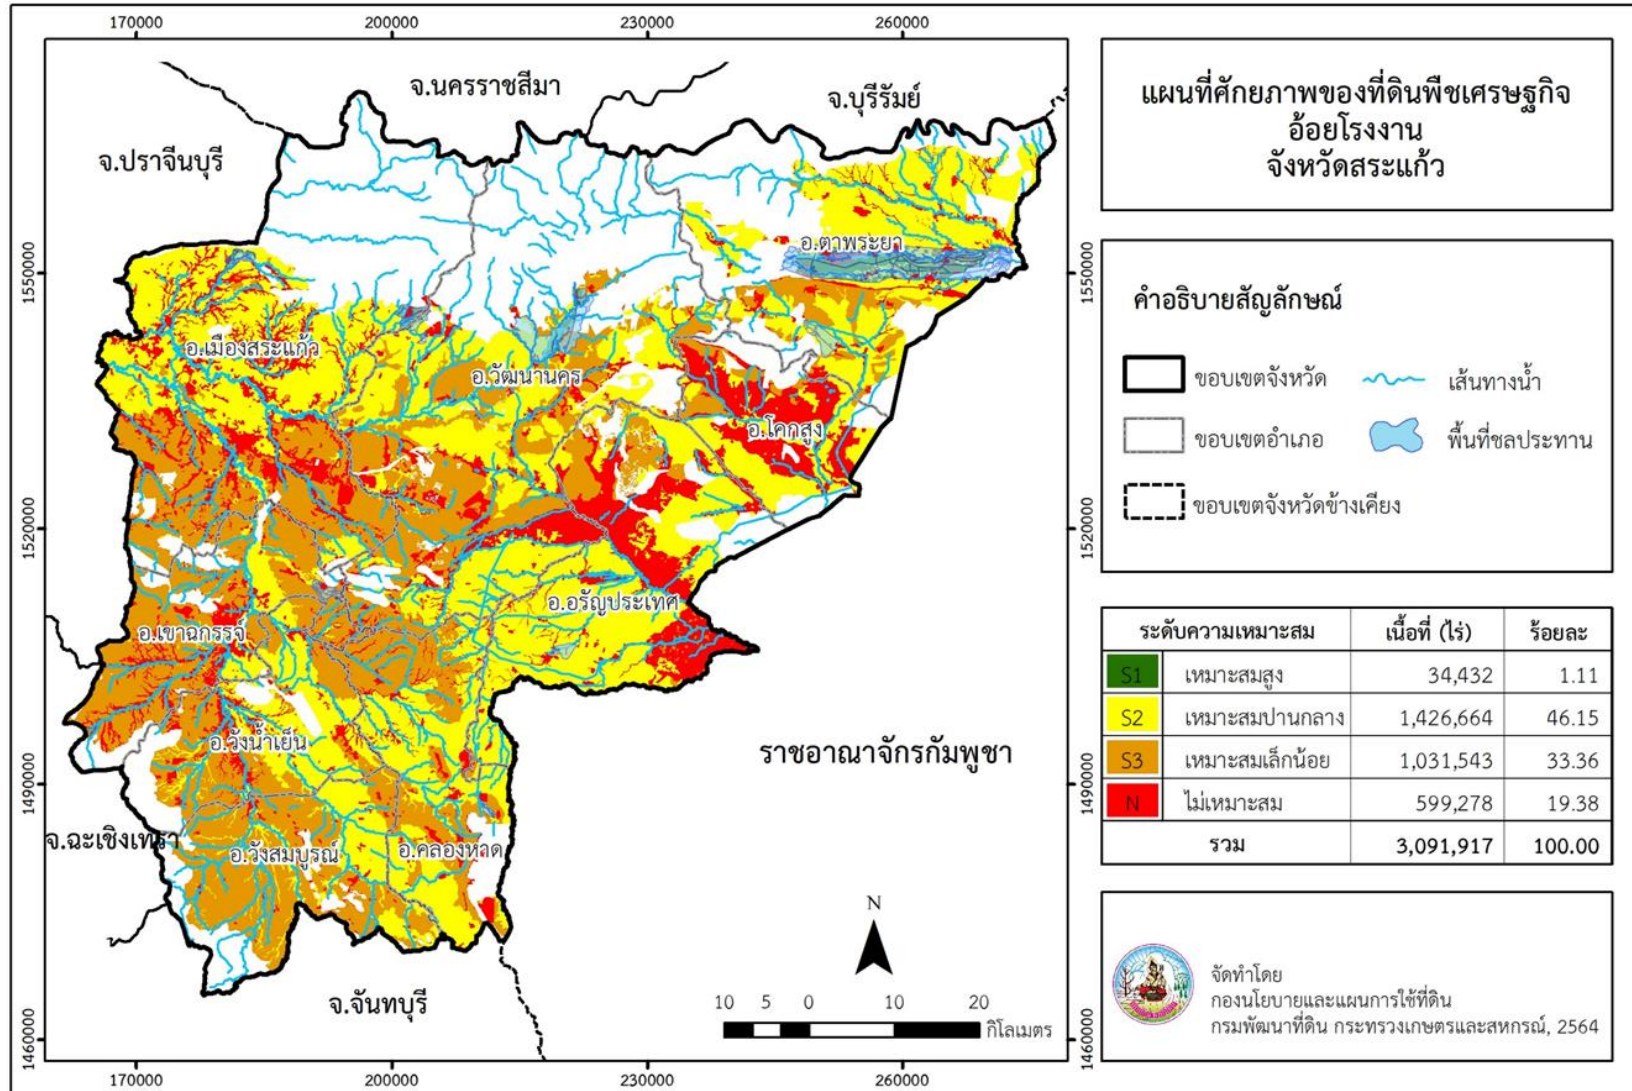 170000
200000
230000
260000
จ.นครราชสีมา
จ.บุรีรัมย์
จ.ปราจีนบุรี
อ.ตาพระยา
1550000
1550000
อ.เมืองสระแก้ว
อ.วัฒนานคร
อ.โคกสูง
1520000
1520000
อ.อรัญประเทศ
อ.เขาฉกรรจ์
อ.วังน้ำเย็น
ราชอาณาจักรกัมพูชา
1490000
1490000
จ.ฉะเชิงเทรา
อ.วังสมบูรณ์
อ.คลองหาด
N
จ.จันทบุรี
10 5 0 10 20
กิโลเมตร
1460000
1460000
170000
200000
230000
260000
แผนที่ศักยภาพของที่ดินพืชเศรษฐกิจ
อ้อยโรงงาน
จังหวัดสระแก้ว
คำอธิบายสัญลักษณ์
ขอบเขตจังหวัด เส้นทางน้ำ
ขอบเขตอำเภอ พื้นที่ชลประทาน
ขอบเขตจังหวัดข้างเคียง
ระดับความเหมาะสม เนื้อที่ (ไร่) ร้อยละ
S1 เหมาะสมสูง 34,432 1.11
S2 เหมาะสมปานกลาง 1,426,664 46.15
S3 เหมาะสมเล็กน้อย 1,031,543 33.36
N ไม่เหมาะสม 599,278 19.38
รวม 3,091,917 100.00
จัดทำโดย
กองนโยบายและแผนการใช้ที่ดิน
กรมพัฒนาที่ดิน กระทรวงเกษตรและสหกรณ์, 2564